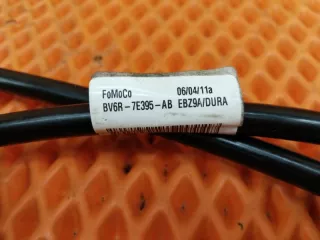 FoMoCo 06/04/11a
BV6R-7E395-AB EBZ9A/DURA